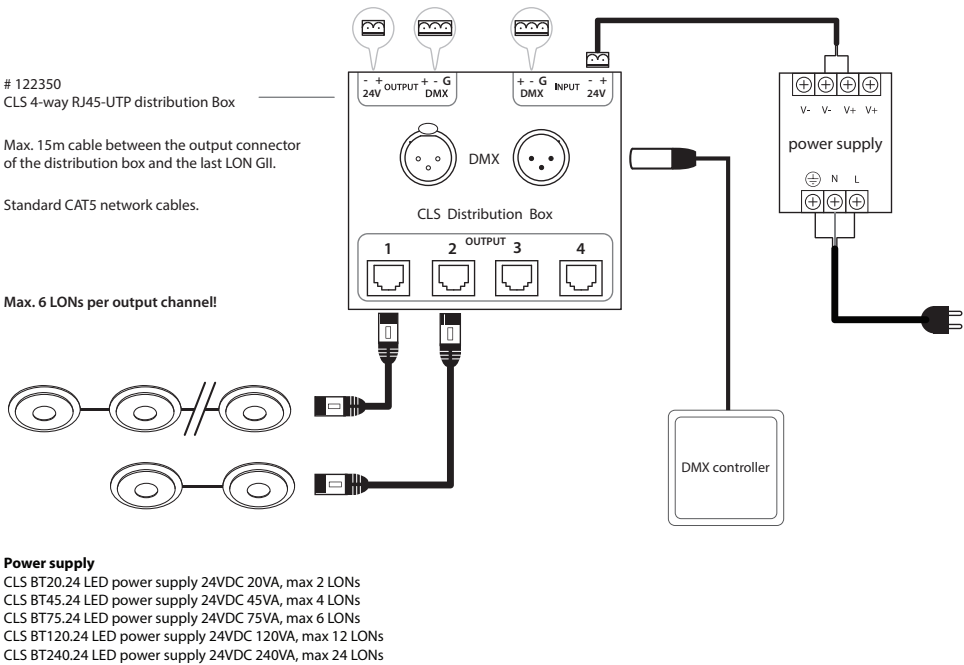 # 122350
CLS 4-way RJ45-UTP distribution Box
Max. 15m cable between the output connector
of the distribution box and the last LON GII.
Standard CAT5 network cables.
Max. 6 LONs per output channel!
- +
24V
OUTPUT
+ - G
DMX
+ - G
DMX
INPUT
- +
24V
DMX
CLS Distribution Box
OUTPUT
1 2 3 4
V- V- V+ V+
power supply
N L
DMX controller
Power supply
CLS BT20.24 LED power supply 24VDC 20VA, max 2 LONs
CLS BT45.24 LED power supply 24VDC 45VA, max 4 LONs
CLS BT75.24 LED power supply 24VDC 75VA, max 6 LONs
CLS BT120.24 LED power supply 24VDC 120VA, max 12 LONs
CLS BT240.24 LED power supply 24VDC 240VA, max 24 LONs